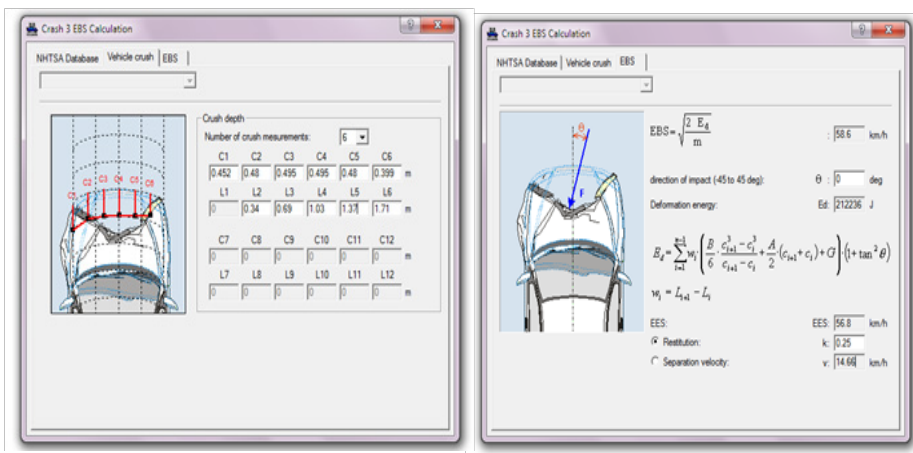 Crash 3 EBS Calculation
NHTSA Database Vehicle crush EBS
C1 C2 C3 C4 C5 C6
Crush depth
Number of crush mesurements: 6
C1 C2 C3 C4 C5 C6
0.452 0.48 0.495 0.495 0.48 0.399 m
L1 L2 L3 L4 L5 L6
0 0.34 0.69 1.03 1.37 1.71 m
C7 C8 C9 C10 C11 C12
0 0 0 0 0 0 m
L7 L8 L9 L10 L11 L12
0 0 0 0 0 0
Crash 3 EBS Calculation
NHTSA Database Vehicle crush EBS
θ
F
EBS = √(2 E_d / m) : 58.6 km/h
direction of impact (-45 to 45 deg): θ : 0 deg
Deformation energy: Ed: 212236 J
E_d = Σ_{i=1}^{n-1} w_i · (B/6 · (c_{i+1}^3 - c_i^3)/(c_{i+1} - c_i) + A/2 · (c_{i+1} + c_i) + G) · (1 + tan² θ)
w_i = L_{i+1} - L_i
EES: EES: 56.8 km/h
Restitution: k: 0.25
Separation velocity: v: 14.66 km/h